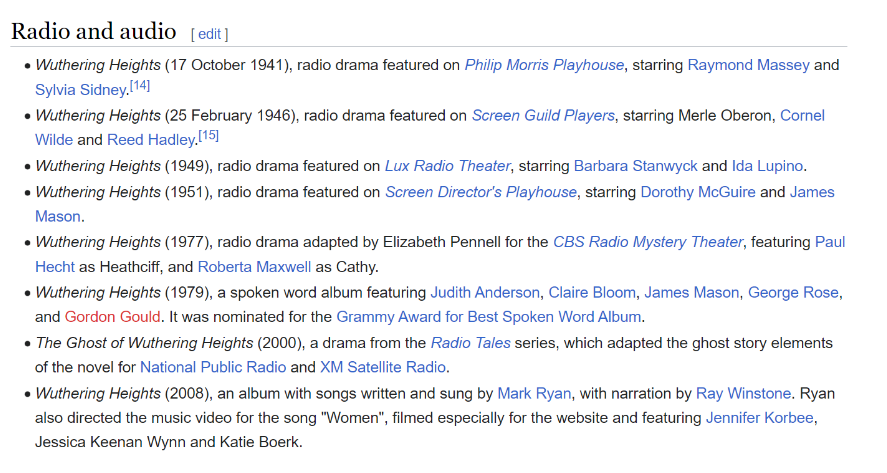 Radio and audio [ edit ]
• Wuthering Heights (17 October 1941), radio drama featured on Philip Morris Playhouse, starring Raymond Massey and
Sylvia Sidney.[14]
• Wuthering Heights (25 February 1946), radio drama featured on Screen Guild Players, starring Merle Oberon, Cornel
Wilde and Reed Hadley.[15]
• Wuthering Heights (1949), radio drama featured on Lux Radio Theater, starring Barbara Stanwyck and Ida Lupino.
• Wuthering Heights (1951), radio drama featured on Screen Director's Playhouse, starring Dorothy McGuire and James
Mason.
• Wuthering Heights (1977), radio drama adapted by Elizabeth Pennell for the CBS Radio Mystery Theater, featuring Paul
Hecht as Heathciff, and Roberta Maxwell as Cathy.
• Wuthering Heights (1979), a spoken word album featuring Judith Anderson, Claire Bloom, James Mason, George Rose,
and Gordon Gould. It was nominated for the Grammy Award for Best Spoken Word Album.
• The Ghost of Wuthering Heights (2000), a drama from the Radio Tales series, which adapted the ghost story elements
of the novel for National Public Radio and XM Satellite Radio.
• Wuthering Heights (2008), an album with songs written and sung by Mark Ryan, with narration by Ray Winstone. Ryan
also directed the music video for the song "Women", filmed especially for the website and featuring Jennifer Korbee,
Jessica Keenan Wynn and Katie Boerk.